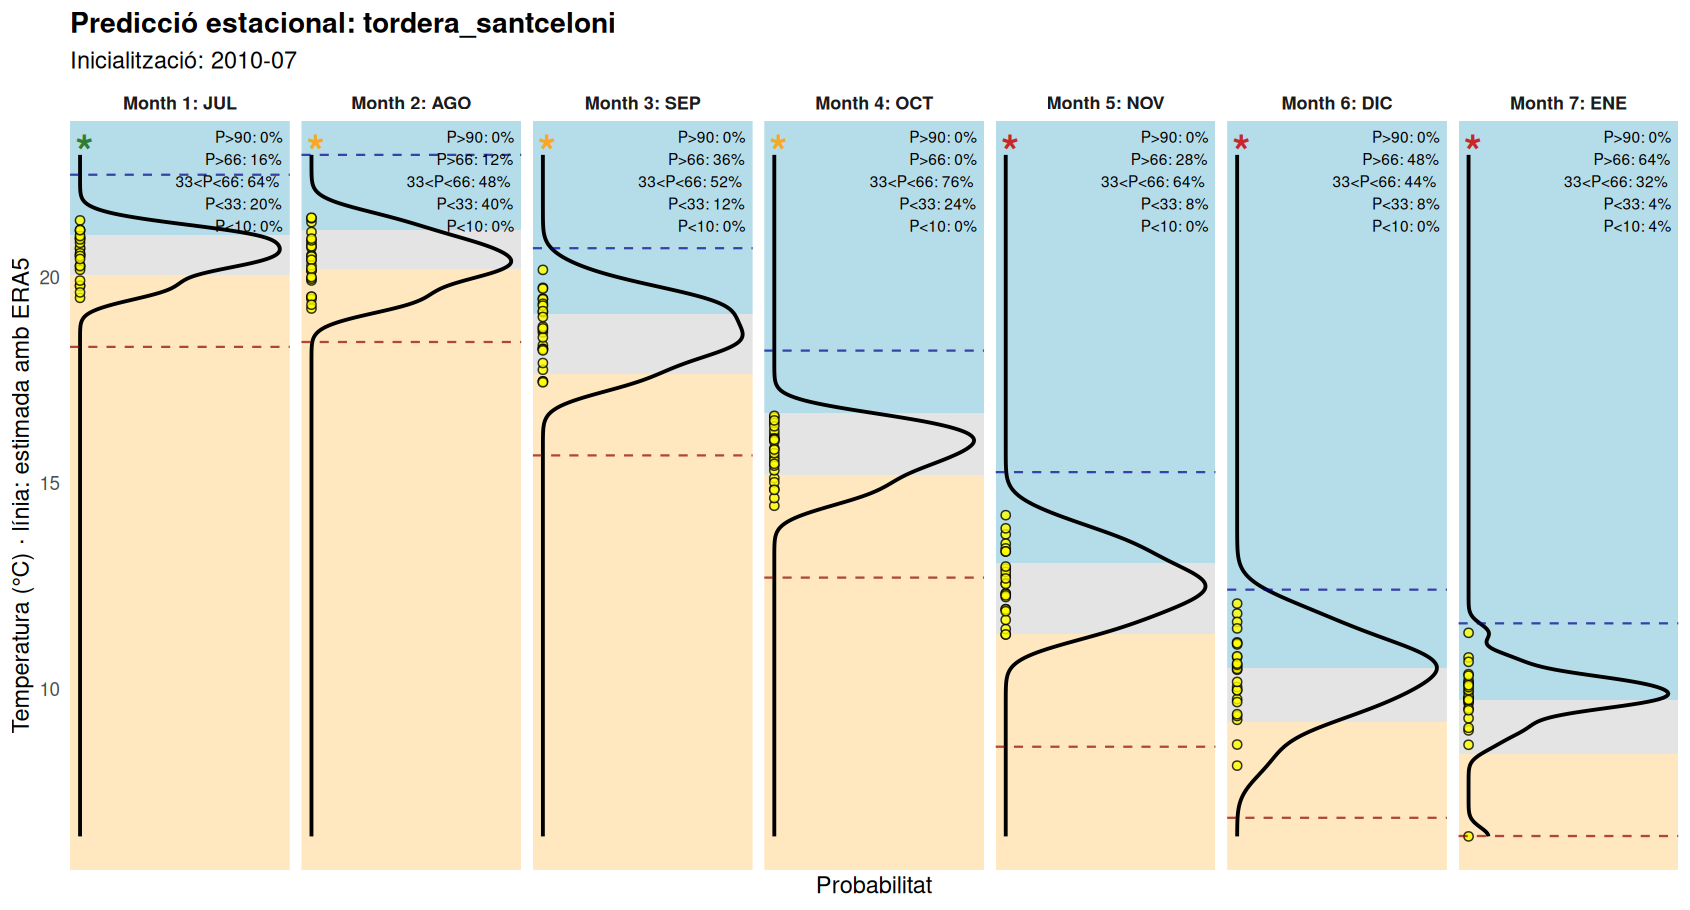 Predicció estacional: tordera_santceloni
Inicialització: 2010-07
Month 1: JUL
Month 2: AGO
Month 3: SEP
Month 4: OCT
Month 5: NOV
Month 6: DIC
Month 7: ENE
*
P>90: 0%
P>66: 16%
33<P<66: 64%
P<33: 20%
P<10: 0%
*
P>90: 0%
P>66: 12%
33<P<66: 48%
P<33: 40%
P<10: 0%
*
P>90: 0%
P>66: 36%
33<P<66: 52%
P<33: 12%
P<10: 0%
*
P>90: 0%
P>66: 0%
33<P<66: 76%
P<33: 24%
P<10: 0%
*
P>90: 0%
P>66: 28%
33<P<66: 64%
P<33: 8%
P<10: 0%
*
P>90: 0%
P>66: 48%
33<P<66: 44%
P<33: 8%
P<10: 0%
*
P>90: 0%
P>66: 64%
33<P<66: 32%
P<33: 4%
P<10: 4%
20
15
10
Temperatura (°C) · línia: estimada amb ERA5
Probabilitat